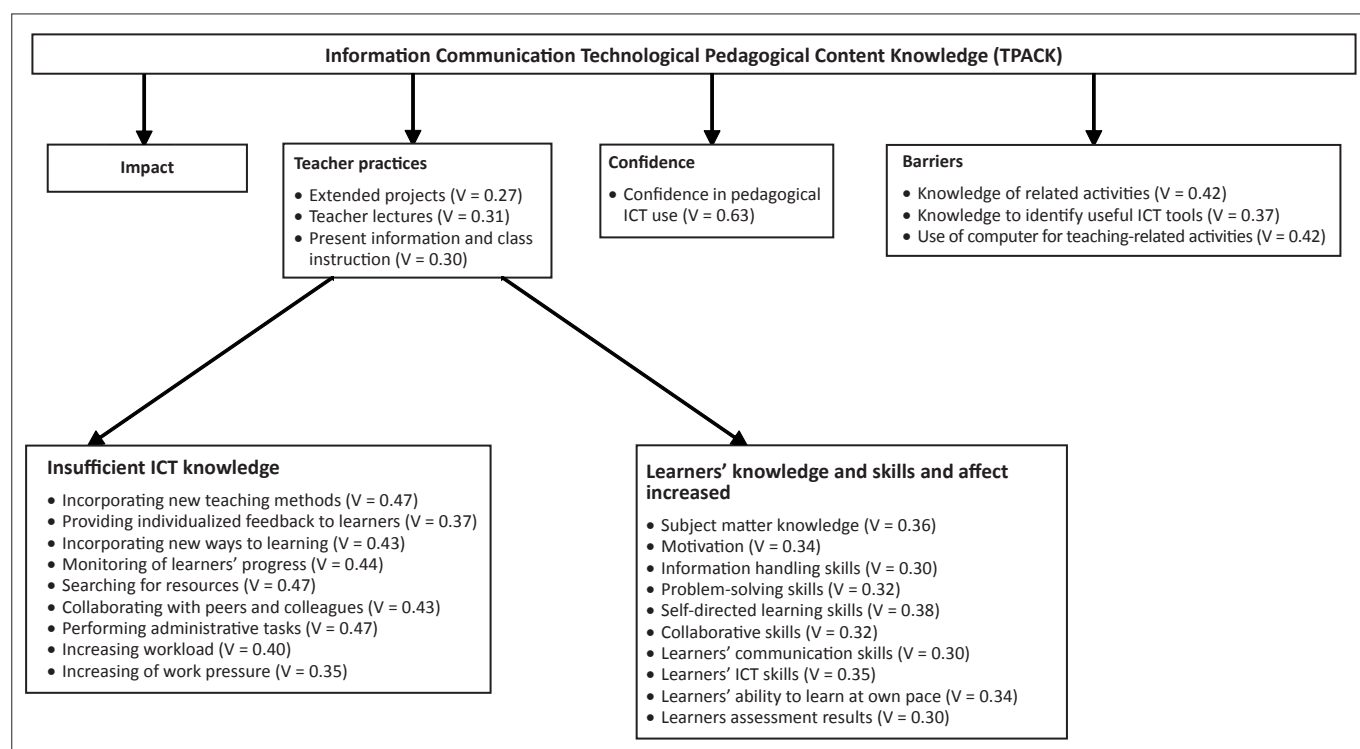 Information Communication Technological Pedagogical Content Knowledge (TPACK)
Impact
Teacher practices
• Extended projects (V = 0.27)
• Teacher lectures (V = 0.31)
• Present information and class
instruction (V = 0.30)
Confidence
• Confidence in pedagogical
ICT use (V = 0.63)
Barriers
• Knowledge of related activities (V = 0.42)
• Knowledge to identify useful ICT tools (V = 0.37)
• Use of computer for teaching-related activities (V = 0.42)
Insufficient ICT knowledge
• Incorporating new teaching methods (V = 0.47)
• Providing individualized feedback to learners (V = 0.37)
• Incorporating new ways to learning (V = 0.43)
• Monitoring of learners’ progress (V = 0.44)
• Searching for resources (V = 0.47)
• Collaborating with peers and colleagues (V = 0.43)
• Performing administrative tasks (V = 0.47)
• Increasing workload (V = 0.40)
• Increasing of work pressure (V = 0.35)
Learners’ knowledge and skills and affect
increased
• Subject matter knowledge (V = 0.36)
• Motivation (V = 0.34)
• Information handling skills (V = 0.30)
• Problem-solving skills (V = 0.32)
• Self-directed learning skills (V = 0.38)
• Collaborative skills (V = 0.32)
• Learners’ communication skills (V = 0.30)
• Learners’ ICT skills (V = 0.35)
• Learners’ ability to learn at own pace (V = 0.34)
• Learners assessment results (V = 0.30)